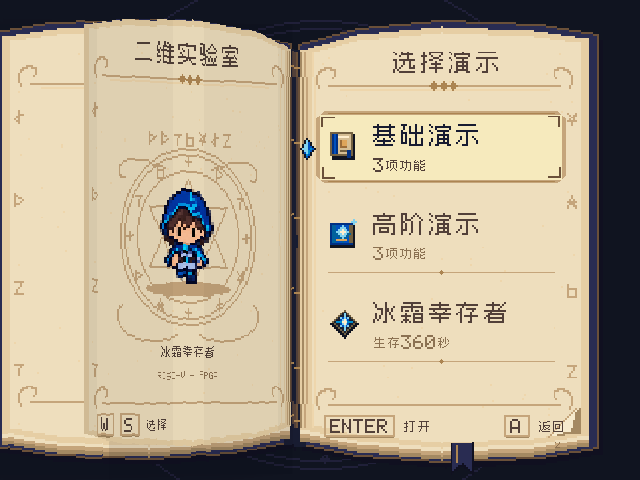 二维实验室
冰霜幸存者
RISC-V - FPGA
W S 选择
选择演示
基础演示
3项功能
高阶演示
3项功能
冰霜幸存者
生存360秒
ENTER 打开
A 返回